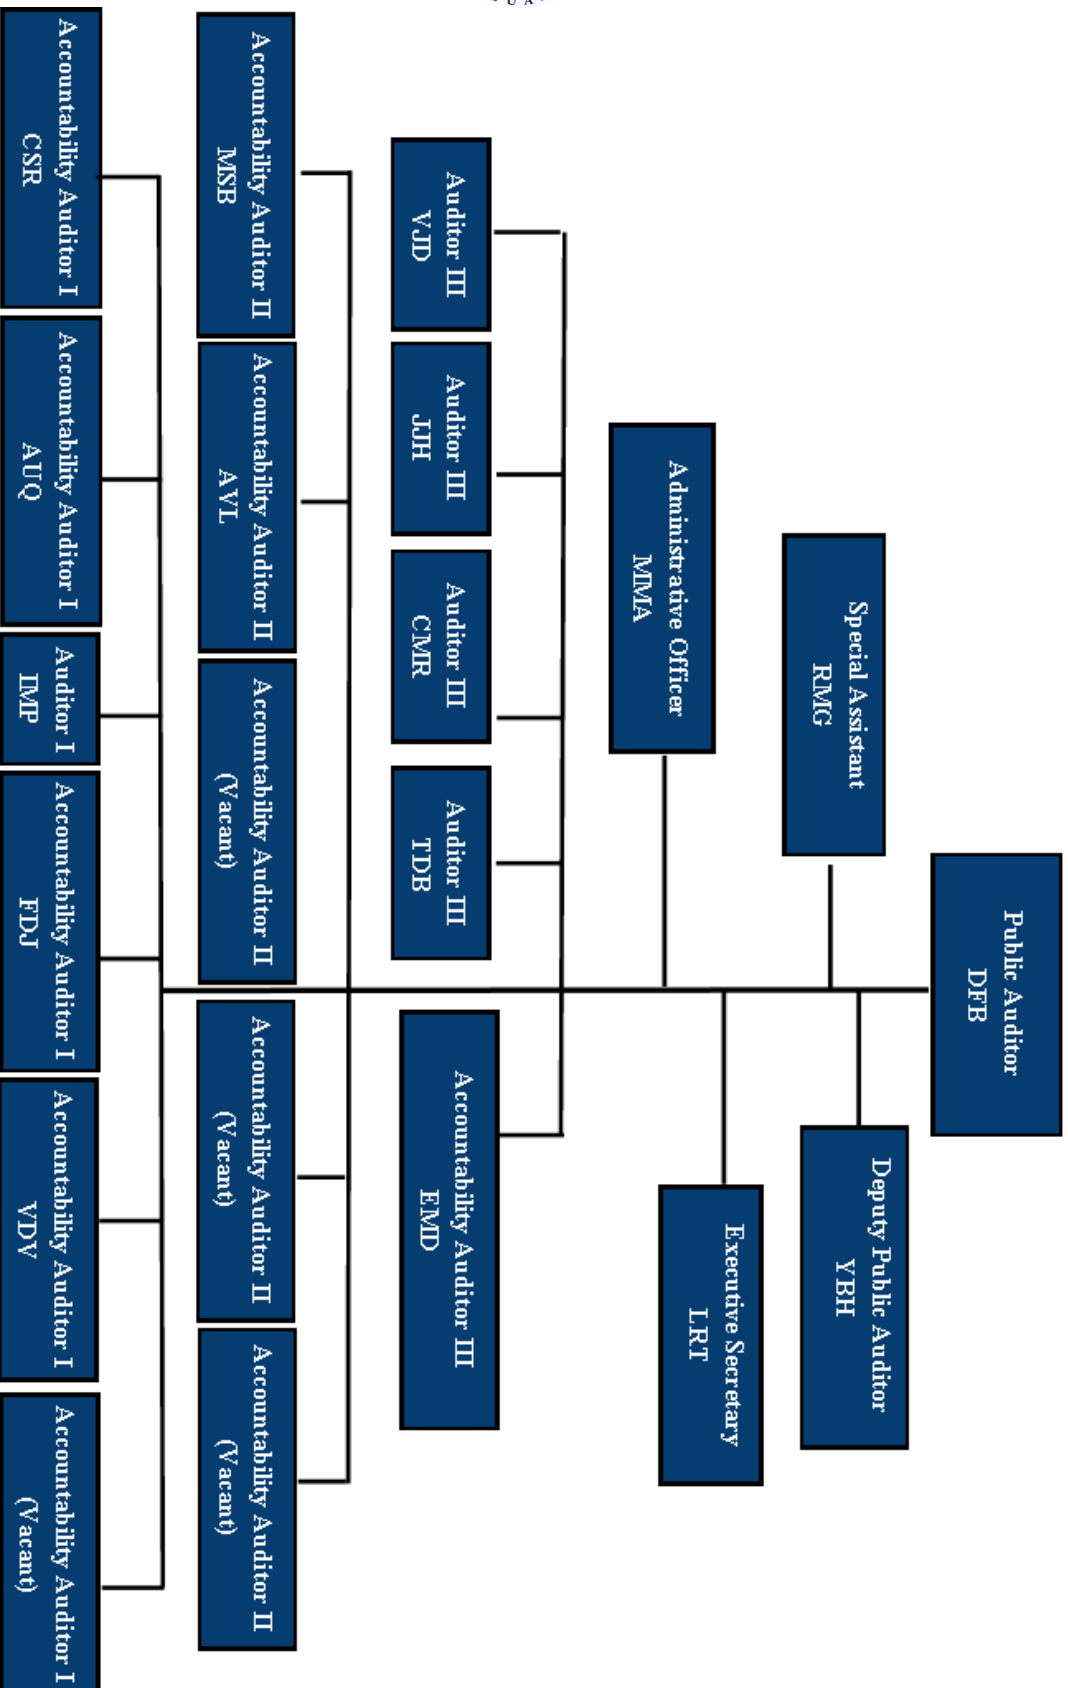 Public Auditor
DFB
Special Assistant
RMG
Deputy Public Auditor
YBH
Administrative Officer
MMA
Executive Secretary
LRT
Auditor III
VJD
Auditor III
JJH
Auditor III
CMR
Auditor III
TDB
Accountability Auditor III
EMD
Accountability Auditor II
MSB
Accountability Auditor II
AVL
Accountability Auditor II
(Vacant)
Accountability Auditor II
(Vacant)
Accountability Auditor II
(Vacant)
Accountability Auditor I
CSR
Accountability Auditor I
AUQ
Auditor I
IMP
Accountability Auditor I
FDJ
Accountability Auditor I
VDV
Accountability Auditor I
(Vacant)